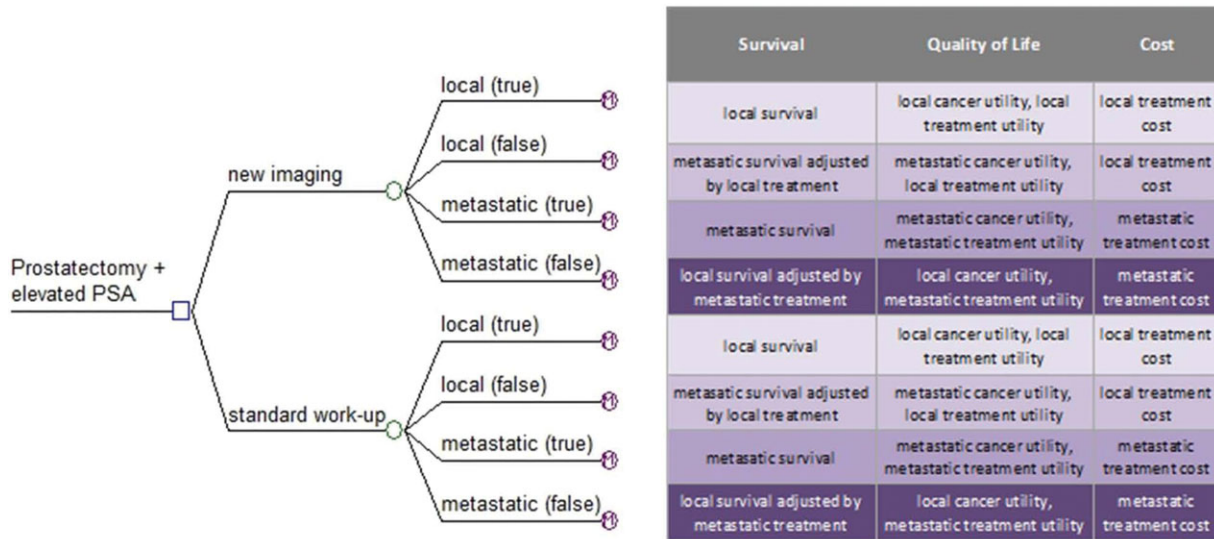 Survival Quality of Life Cost
local (true)
local survival
local cancer utility, local
treatment utility
local treatment
cost
local (false)
metasatic survival adjusted
by local treatment
metastatic cancer utility,
local treatment utility
local treatment
cost
new imaging
metastatic (true)
metasatic survival
metastatic cancer utility,
metastatic treatment utility
metastatic
treatment cost
metastatic (false)
local survival adjusted by
metastatic treatment
local cancer utility,
metastatic treatment utility
metastatic
treatment cost
Prostatectomy +
elevated PSA
local (true)
local survival
local cancer utility, local
treatment utility
local treatment
cost
local (false)
metasatic survival adjusted
by local treatment
metastatic cancer utility,
local treatment utility
local treatment
cost
standard work-up
metastatic (true)
metasatic survival
metastatic cancer utility,
metastatic treatment utility
metastatic
treatment cost
metastatic (false)
local survival adjusted by
metastatic treatment
local cancer utility,
metastatic treatment utility
metastatic
treatment cost
M
M
M
M
M
M
M
M